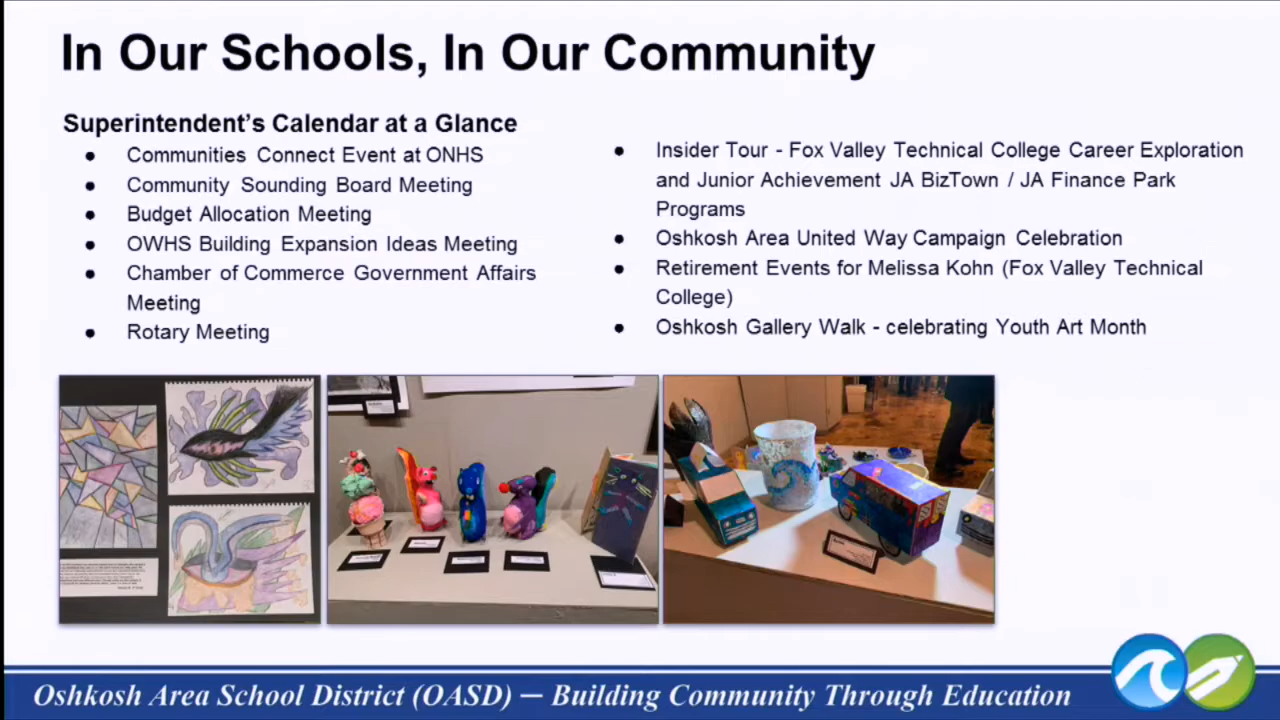 In Our Schools, In Our Community
Superintendent's Calendar at a Glance
● Communities Connect Event at ONHS
● Community Sounding Board Meeting
● Budget Allocation Meeting
● OWHS Building Expansion Ideas Meeting
● Chamber of Commerce Government Affairs
Meeting
● Rotary Meeting
● Insider Tour - Fox Valley Technical College Career Exploration
and Junior Achievement JA BizTown / JA Finance Park
Programs
● Oshkosh Area United Way Campaign Celebration
● Retirement Events for Melissa Kohn (Fox Valley Technical
College)
● Oshkosh Gallery Walk - celebrating Youth Art Month
Oshkosh Area School District (OASD) — Building Community Through Education